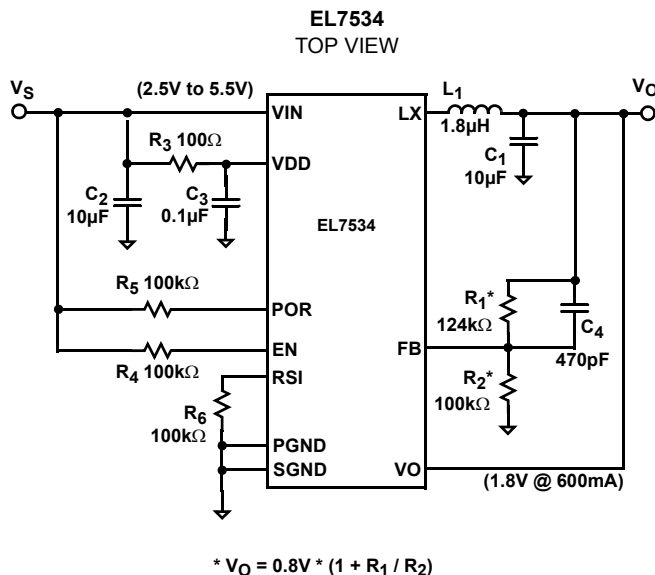 EL7534
TOP VIEW
VS
(2.5V to 5.5V)
VIN
LX
L1
1.8µH
VO
R3 100Ω
VDD
C1
10µF
C2
10µF
C3
0.1µF
EL7534
R5 100kΩ
POR
R1*
124kΩ
C4
470pF
R4 100kΩ
EN
FB
RSI
R2*
100kΩ
R6
100kΩ
PGND
SGND
VO
(1.8V @ 600mA)
* VO = 0.8V * (1 + R1 / R2)